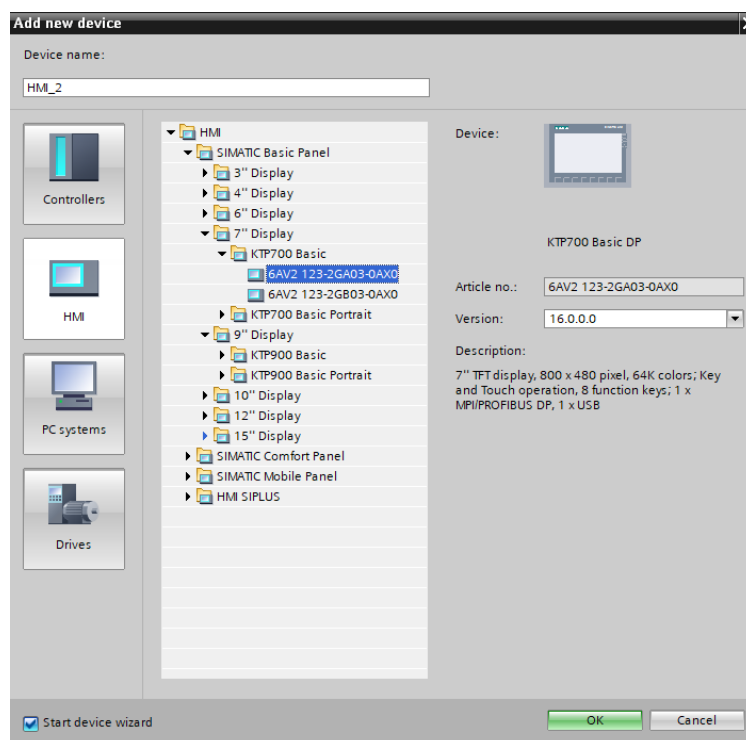 Add new device
Device name:
HMI_2
Controllers
HMI
PC systems
Drives
HMI
SIMATIC Basic Panel
3'' Display
4'' Display
6'' Display
7'' Display
KTP700 Basic
6AV2 123-2GA03-0AX0
6AV2 123-2GB03-0AX0
KTP700 Basic Portrait
9'' Display
KTP900 Basic
KTP900 Basic Portrait
10'' Display
12'' Display
15'' Display
SIMATIC Comfort Panel
SIMATIC Mobile Panel
HMI SIPLUS
Device:
KTP700 Basic DP
Article no.: 6AV2 123-2GA03-0AX0
Version: 16.0.0.0
Description:
7'' TFT display, 800 x 480 pixel, 64K colors; Key
and Touch operation, 8 function keys; 1 x
MPI/PROFIBUS DP, 1 x USB
Start device wizard
OK
Cancel